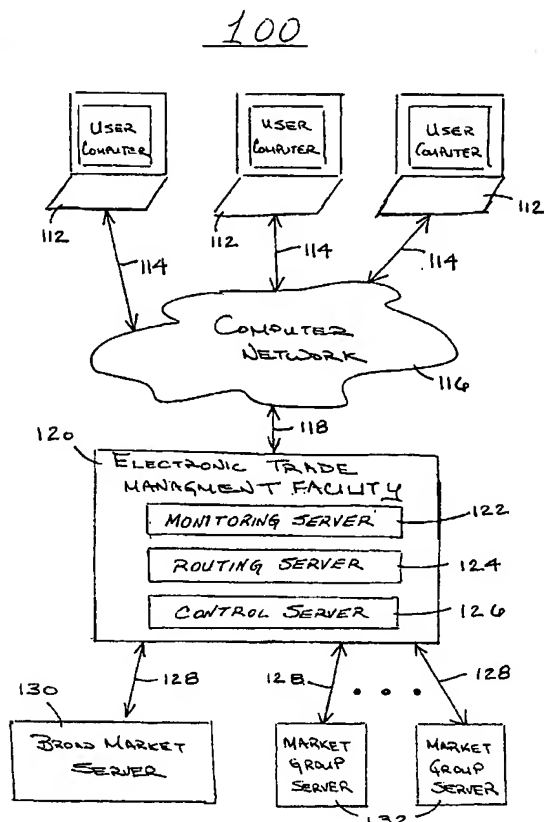 100
USER
COMPUTER
USER
COMPUTER
USER
COMPUTER
112
112
112
114
114
114
COMPUTER
NETWORK
116
118
120
ELECTRONIC TRADE
MANAGMENT FACILITY
MONITORING SERVER
122
ROUTING SERVER
124
CONTROL SERVER
126
128
128
128
130
BROAD MARKET
SERVER
MARKET
GROUP
SERVER
MARKET
GROUP
SERVER
132